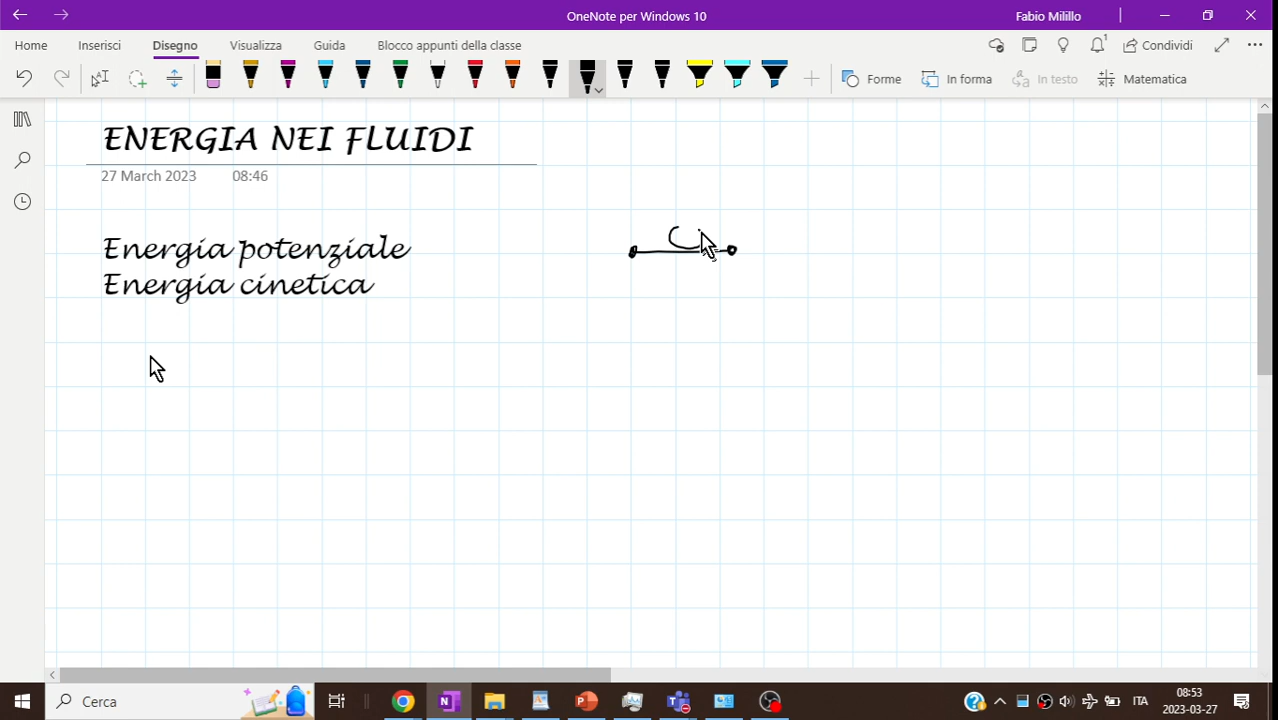 OneNote per Windows 10
Fabio Milillo
Home Inserisci Disegno Visualizza Guida Blocco appunti della classe Condividi
Forme In forma In testo Matematica
ENERGIA NEI FLUIDI
27 March 2023 08:46
Energia potenziale
Energia cinetica
Cerca
ITA
08:53
2023-03-27